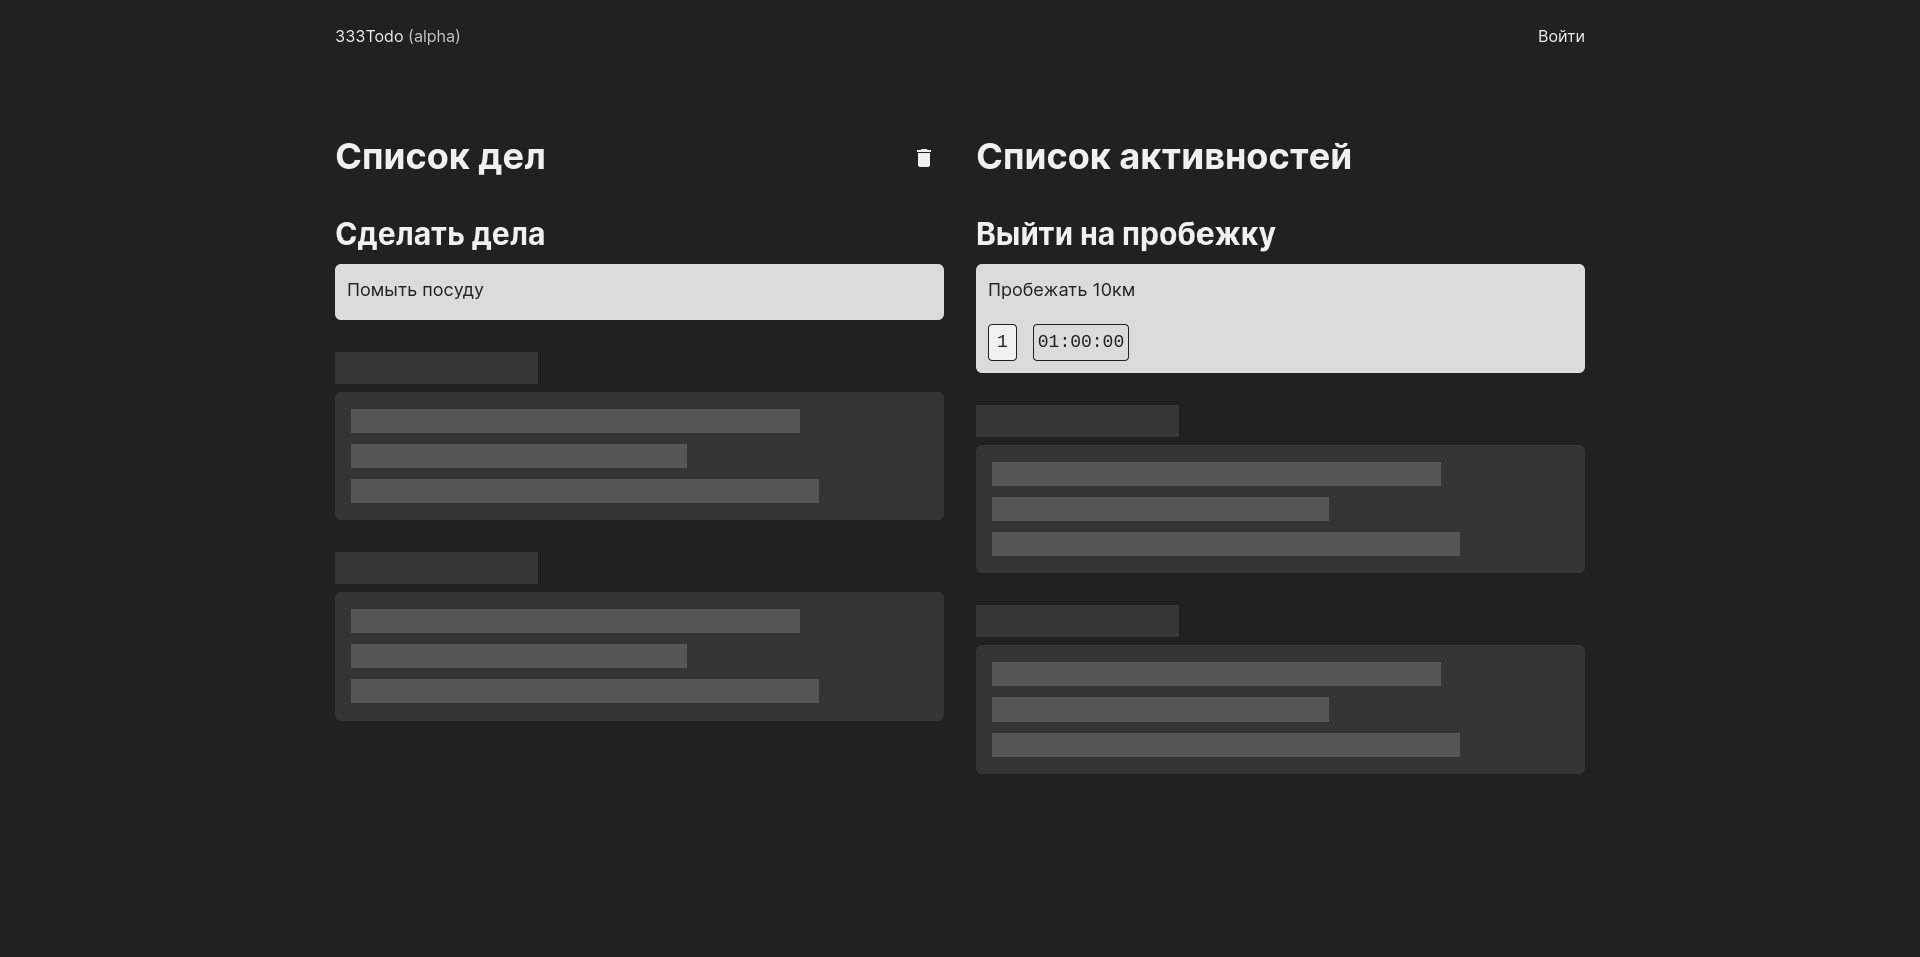 333Todo (alpha)
Войти
Список дел
Сделать дела
Помыть посуду
Список активностей
Выйти на пробежку
Пробежать 10км
1
01:00:00